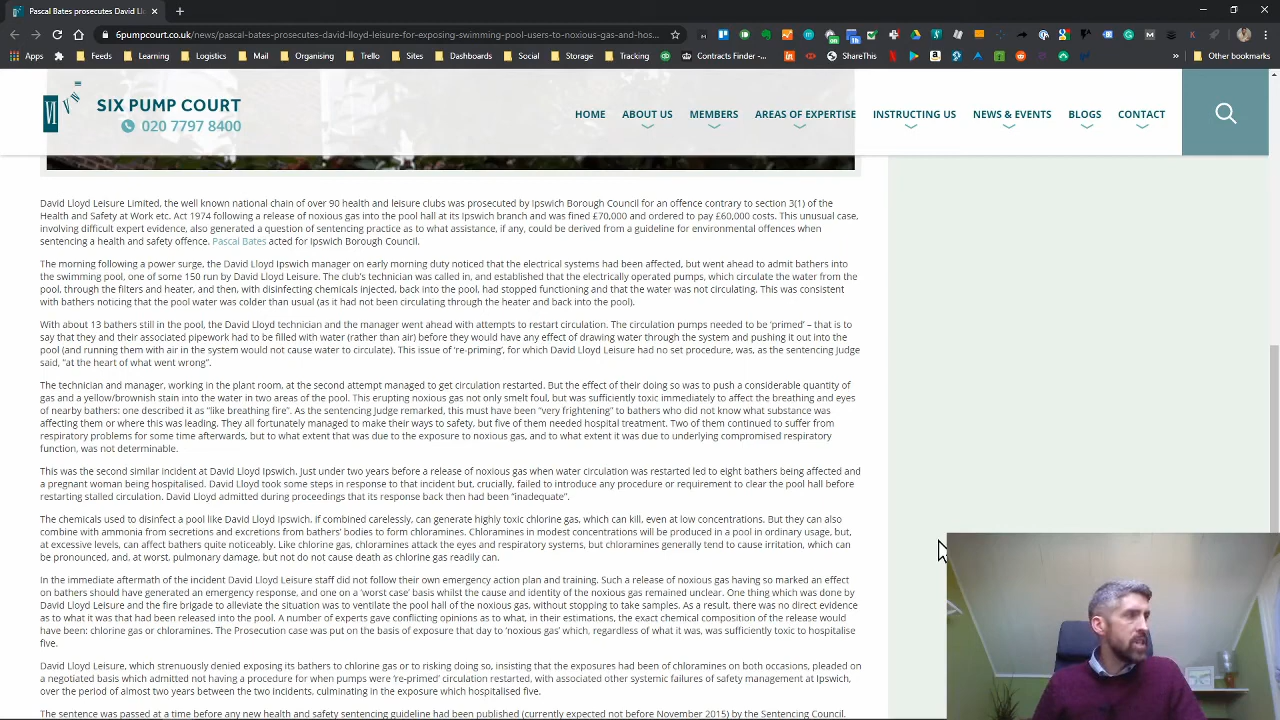 Pascal Bates prosecutes David Ll
6pumpcourt.co.uk/news/pascal-bates-prosecutes-david-lloyd-leisure-for-exposing-swimming-pool-users-to-noxious-gas-and-hos...
Apps Feeds Learning Logistics Mail Organising Trello Sites Dashboards Social Storage Tracking Contracts Finder -... ShareThis » Other bookmarks
VI
SIX PUMP COURT
020 7797 8400
HOME ABOUT US MEMBERS AREAS OF EXPERTISE INSTRUCTING US NEWS & EVENTS BLOGS CONTACT
David Lloyd Leisure Limited, the well known national chain of over 90 health and leisure clubs was prosecuted by Ipswich Borough Council for an offence contrary to section 3(1) of the
Health and Safety at Work etc. Act 1974 following a release of noxious gas into the pool hall at its Ipswich branch and was fined £70,000 and ordered to pay £60,000 costs. This unusual case,
involving difficult expert evidence, also generated a question of sentencing practice as to what assistance, if any, could be derived from a guideline for environmental offences when
sentencing a health and safety offence. Pascal Bates acted for Ipswich Borough Council.
The morning following a power surge, the David Lloyd Ipswich manager on early morning duty noticed that the electrical systems had been affected, but went ahead to admit bathers into
the swimming pool, one of some 150 run by David Lloyd Leisure. The club's technician was called in, and established that the electrically operated pumps, which circulate the water from the
pool, through the filters and heater, and then, with disinfecting chemicals injected, back into the pool, had stopped functioning and that the water was not circulating. This was consistent
with bathers noticing that the pool water was colder than usual (as it had not been circulating through the heater and back into the pool).
With about 13 bathers still in the pool, the David Lloyd technician and the manager went ahead with attempts to restart circulation. The circulation pumps needed to be 'primed' – that is to
say that they and their associated pipework had to be filled with water (rather than air) before they would have any effect of drawing water through the system and pushing it out into the
pool (and running them with air in the system would not cause water to circulate). This issue of 're-priming', for which David Lloyd Leisure had no set procedure, was, as the sentencing Judge
said, "at the heart of what went wrong".
The technician and manager, working in the plant room, at the second attempt managed to get circulation restarted. But the effect of their doing so was to push a considerable quantity of
gas and a yellow/brownish stain into the water in two areas of the pool. This erupting noxious gas not only smelt foul, but was sufficiently toxic immediately to affect the breathing and eyes
of nearby bathers: one described it as "like breathing fire". As the sentencing Judge remarked, this must have been "very frightening" to bathers who did not know what substance was
affecting them or where this was leading. They all fortunately managed to make their ways to safety, but five of them needed hospital treatment. Two of them continued to suffer from
respiratory problems for some time afterwards, but to what extent that was due to the exposure to noxious gas, and to what extent it was due to underlying compromised respiratory
function, was not determinable.
This was the second similar incident at David Lloyd Ipswich. Just under two years before a release of noxious gas when water circulation was restarted led to eight bathers being affected and
a pregnant woman being hospitalised. David Lloyd took some steps in response to that incident but, crucially, failed to introduce any procedure or requirement to clear the pool hall before
restarting stalled circulation. David Lloyd admitted during proceedings that its response back then had been "inadequate".
The chemicals used to disinfect a pool like David Lloyd Ipswich. If combined carelessly, can generate highly toxic chlorine gas, which can kill, even at low concentrations. But they can also
combine with ammonia from secretions and excretions from bathers' bodies to form chloramines. Chloramines in modest concentrations will be produced in a pool in ordinary usage, but,
at excessive levels, can affect bathers quite noticeably. Like chlorine gas, chloramines attack the eyes and respiratory systems, but chloramines generally tend to cause irritation, which can
be pronounced, and, at worst, pulmonary damage, but not do not cause death as chlorine gas readily can.
In the immediate aftermath of the incident David Lloyd Leisure staff did not follow their own emergency action plan and training. Such a release of noxious gas having so marked an effect
on bathers should have generated an emergency response, and one on a 'worst case' basis whilst the cause and identity of the noxious gas remained unclear. One thing which was done by
David Lloyd Leisure and the fire brigade to alleviate the situation was to ventilate the pool hall of the noxious gas, without stopping to take samples. As a result, there was no direct evidence
as to what it was that had been released into the pool. A number of experts gave conflicting opinions as to what, in their estimations, the exact chemical composition of the release would
have been: chlorine gas or chloramines. The Prosecution case was put on the basis of exposure that day to 'noxious gas' which, regardless of what it was, was sufficiently toxic to hospitalise
five.
David Lloyd Leisure, which strenuously denied exposing its bathers to chlorine gas or to risking doing so, insisting that the exposures had been of chloramines on both occasions, pleaded on
a negotiated basis which admitted not having a procedure for when pumps were 're-primed' circulation restarted, with associated other systemic failures of safety management at Ipswich,
over the period of almost two years between the two incidents, culminating in the exposure which hospitalised five.
The sentence was passed at a time before any new health and safety sentencing guideline had been published (currently expected not before November 2015) by the Sentencing Council.